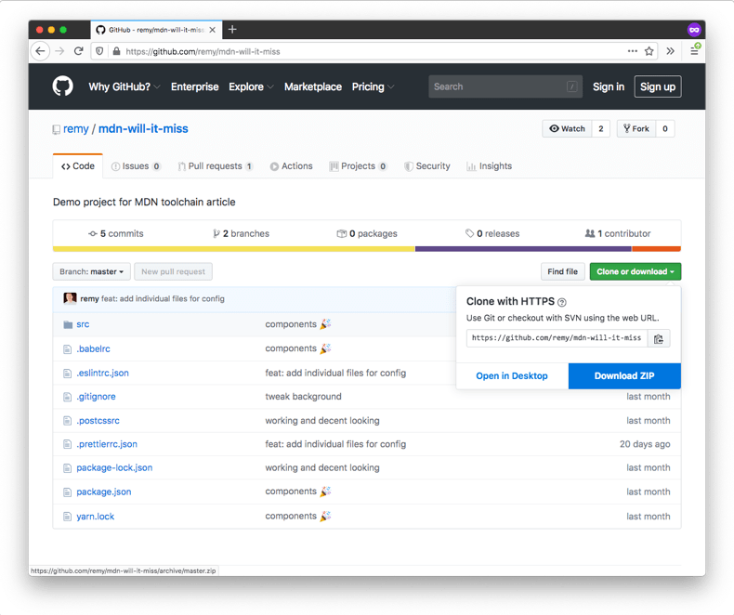 GitHub - remy/mdn-will-it-miss
https://github.com/remy/mdn-will-it-miss
Why GitHub? Enterprise Explore Marketplace Pricing Search / Sign in Sign up
remy / mdn-will-it-miss Watch 2 Fork 0
Code Issues 0 Pull requests 1 Actions Projects 0 Security Insights
Demo project for MDN toolchain article
5 commits 2 branches 0 packages 0 releases 1 contributor
Branch: master New pull request Find file Clone or download
remy feat: add individual files for config
Clone with HTTPS ?
Use Git or checkout with SVN using the web URL.
https://github.com/remy/mdn-will-it-miss
Open in Desktop Download ZIP
src components 🎉
.babelrc components 🎉
.eslintrc.json feat: add individual files for config
.gitignore tweak background last month
.postcssrc working and decent looking last month
.prettierrc.json feat: add individual files for config 20 days ago
package-lock.json working and decent looking last month
package.json components 🎉 last month
yarn.lock components 🎉 last month
https://github.com/remy/mdn-will-it-miss/archive/master.zip